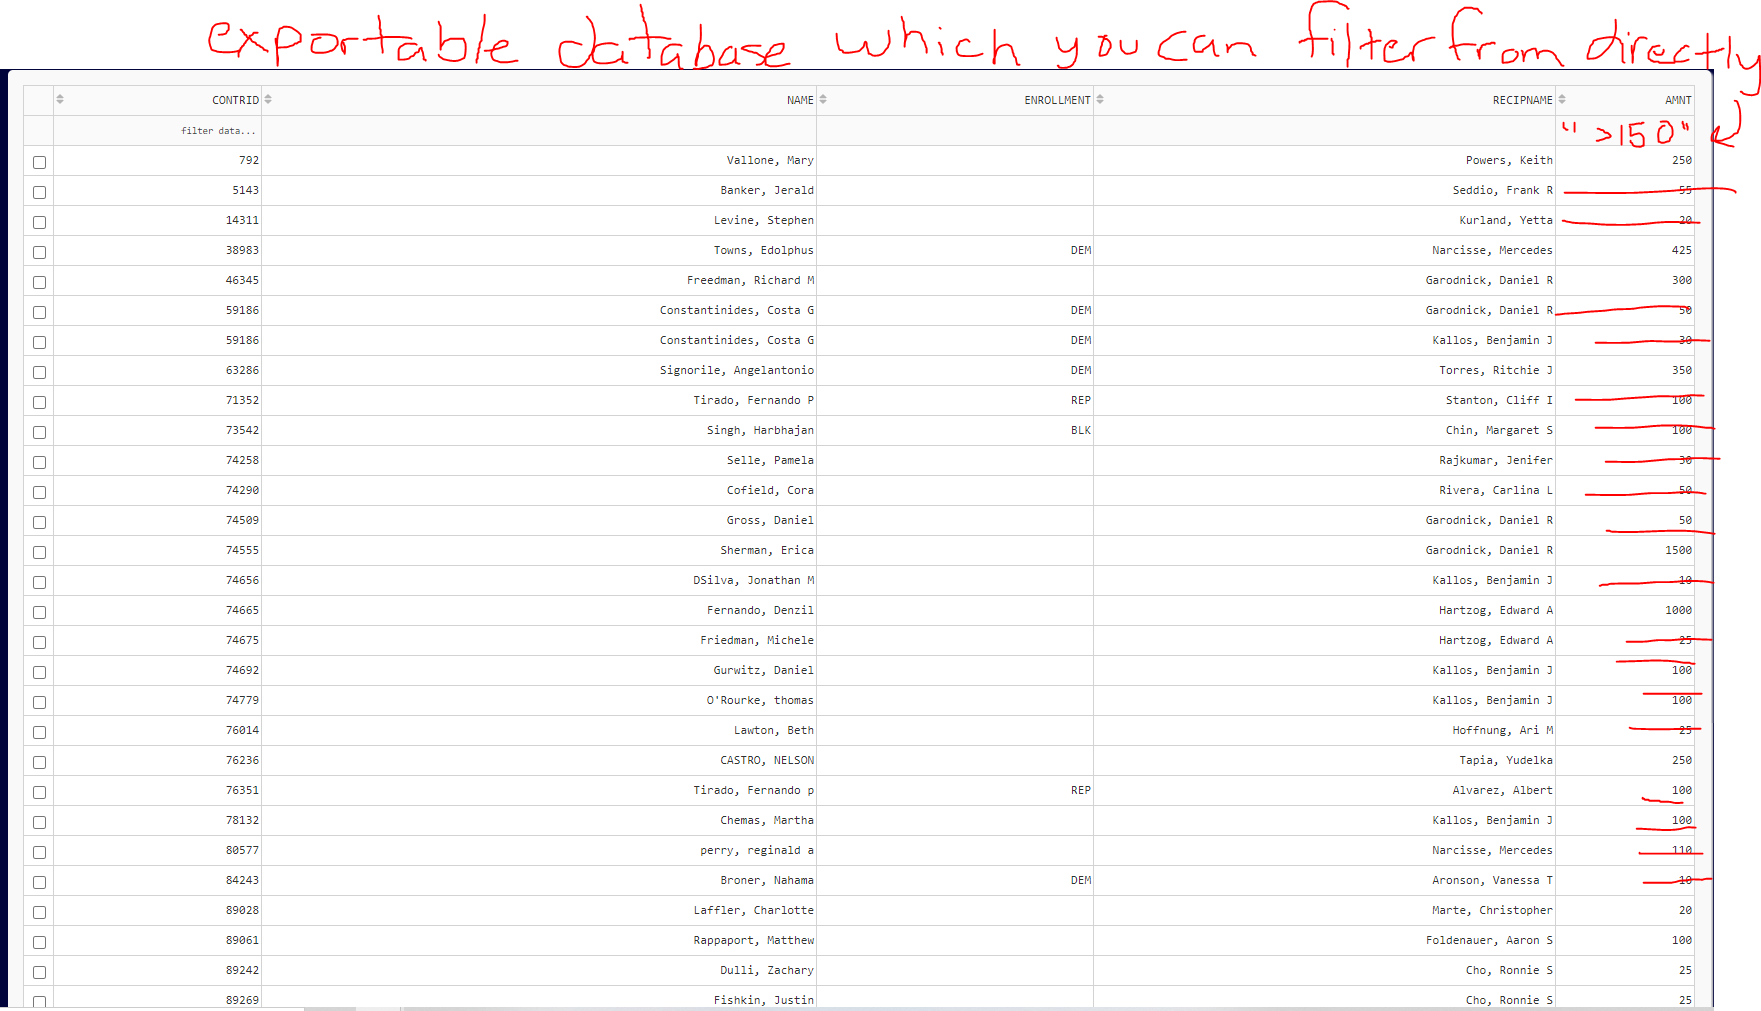 exportable database which you can filter from directly
CONTRID NAME ENROLLMENT RECIPNAME AMNT
filter data... " >150"
792 Vallone, Mary Powers, Keith 250
5143 Banker, Jerald Seddio, Frank R 55
14311 Levine, Stephen Kurland, Yetta 20
38983 Towns, Edolphus DEM Narcisse, Mercedes 425
46345 Freedman, Richard M Garodnick, Daniel R 300
59186 Constantinides, Costa G DEM Garodnick, Daniel R 50
59186 Constantinides, Costa G DEM Kallos, Benjamin J 30
63286 Signorile, Angelantonio DEM Torres, Ritchie J 350
71352 Tirado, Fernando P REP Stanton, Cliff I 100
73542 Singh, Harbhajan BLK Chin, Margaret S 100
74258 Selle, Pamela Rajkumar, Jenifer 30
74290 Cofield, Cora Rivera, Carlina L 50
74509 Gross, Daniel Garodnick, Daniel R 50
74555 Sherman, Erica Garodnick, Daniel R 1500
74656 DSilva, Jonathan M Kallos, Benjamin J 10
74665 Fernando, Denzil Hartzog, Edward A 1000
74675 Friedman, Michele Hartzog, Edward A 25
74692 Gurwitz, Daniel Kallos, Benjamin J 100
74779 O'Rourke, thomas Kallos, Benjamin J 100
76014 Lawton, Beth Hoffnung, Ari M 25
76236 CASTRO, NELSON Tapia, Yudelka 250
76351 Tirado, Fernando p REP Alvarez, Albert 100
78132 Chemas, Martha Kallos, Benjamin J 100
80577 perry, reginald a Narcisse, Mercedes 110
84243 Broner, Nahama DEM Aronson, Vanessa T 10
89028 Laffler, Charlotte Marte, Christopher 20
89061 Rappaport, Matthew Foldenauer, Aaron S 100
89242 Dulli, Zachary Cho, Ronnie S 25
89269 Fishkin, Justin Cho, Ronnie S 25